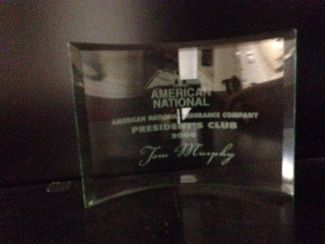 AMERICAN
NATIONAL
AMERICAN NATIONAL INSURANCE COMPANY
PRESIDENT'S CLUB
2008
Tom Murphy